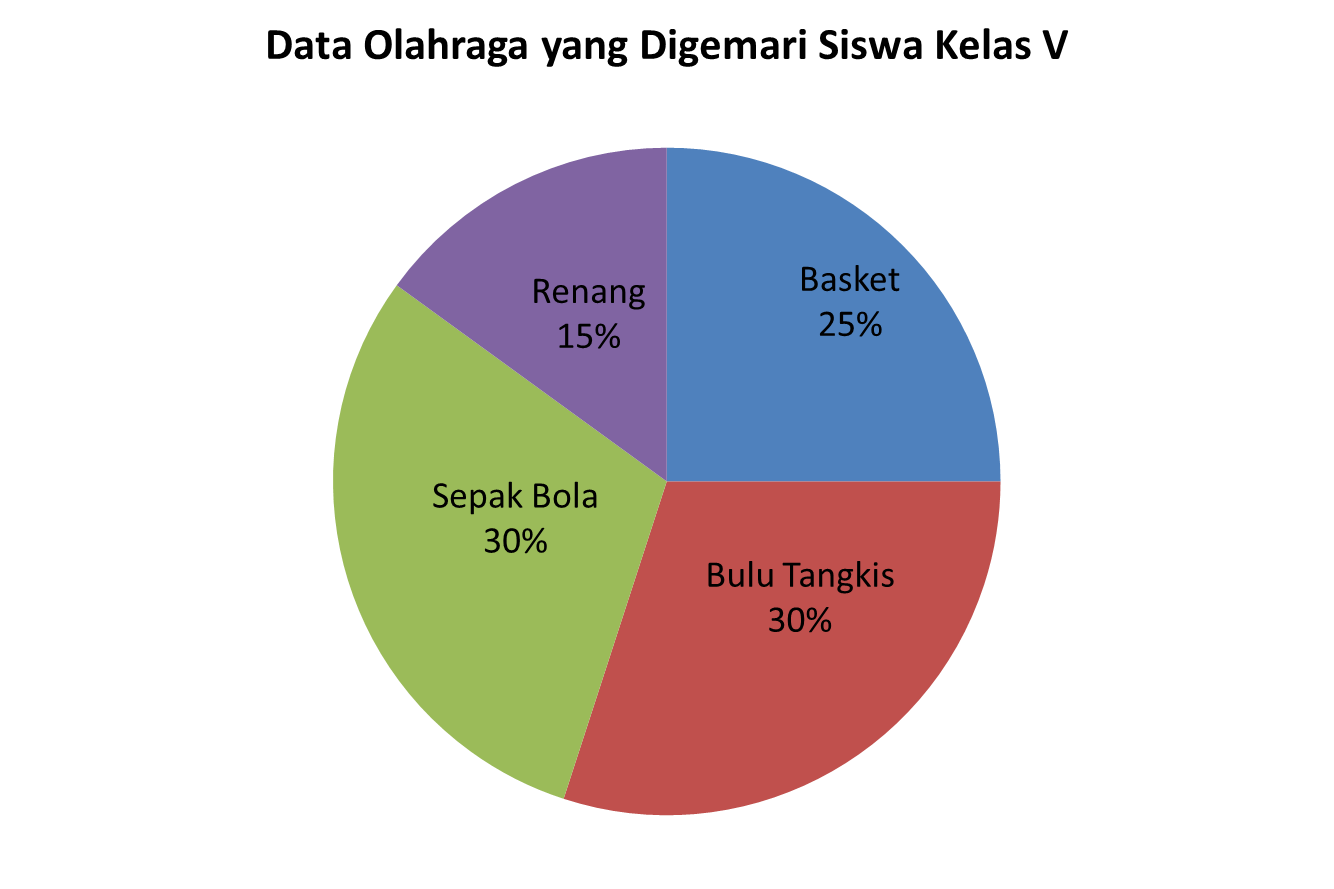 Data Olahraga yang Digemari Siswa Kelas V
Renang
15%
Basket
25%
Sepak Bola
30%
Bulu Tangkis
30%